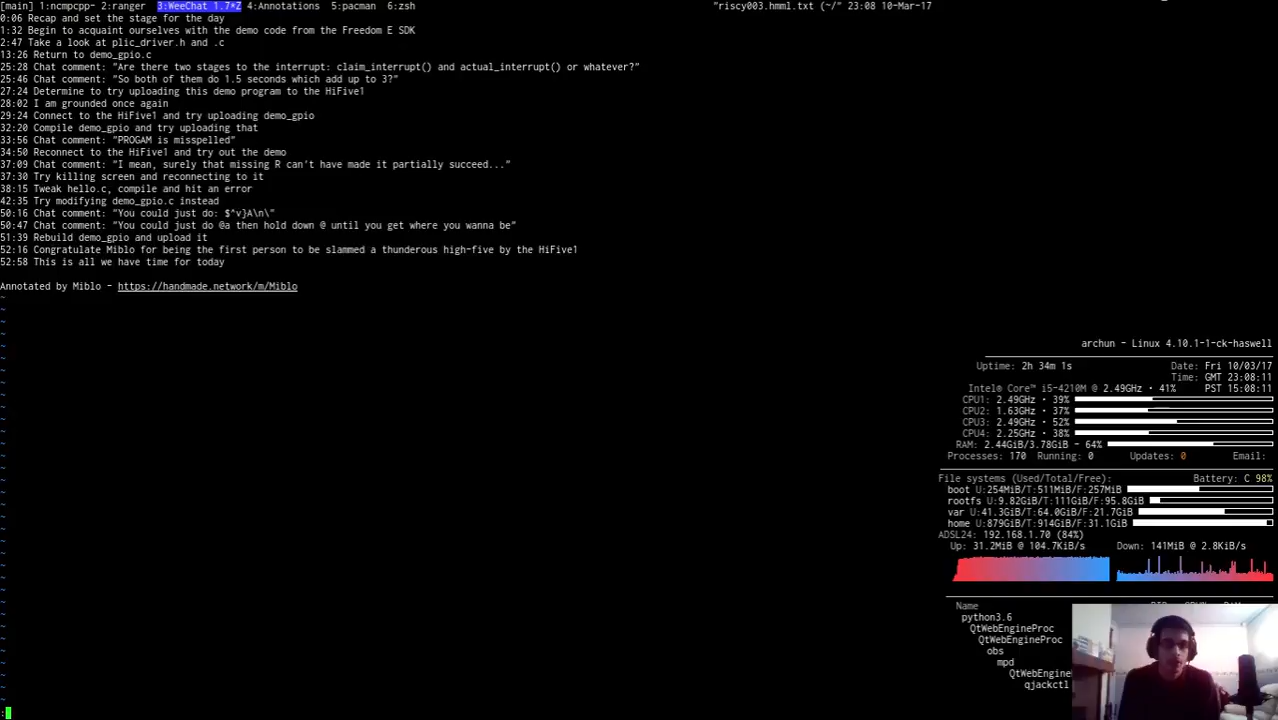 [main] 1:ncmpcpp- 2:ranger 3:WeeChat 1.7*Z 4:Annotations 5:pacman 6:zsh "riscy003.hmml.txt (~/" 23:08 10-Mar-17
0:06 Recap and set the stage for the day
1:32 Begin to acquaint ourselves with the demo code from the Freedom E SDK
2:47 Take a look at plic_driver.h and .c
13:26 Return to demo_gpio.c
25:28 Chat comment: "Are there two stages to the interrupt: claim_interrupt() and actual_interrupt() or whatever?"
25:46 Chat comment: "So both of them do 1.5 seconds which add up to 3?"
27:24 Determine to try uploading this demo program to the HiFive1
28:02 I am grounded once again
29:24 Connect to the HiFive1 and try uploading demo_gpio
32:20 Compile demo_gpio and try uploading that
33:56 Chat comment: "PROGAM is misspelled"
34:50 Reconnect to the HiFive1 and try out the demo
37:09 Chat comment: "I mean, surely that missing R can't have made it partially succeed..."
37:30 Try killing screen and reconnecting to it
38:15 Tweak hello.c, compile and hit an error
42:35 Try modifying demo_gpio.c instead
50:16 Chat comment: "You could just do: $^v}A\n\"
50:47 Chat comment: "You could just do @a then hold down @ until you get where you wanna be"
51:39 Rebuild demo_gpio and upload it
52:16 Congratulate Miblo for being the first person to be slammed a thunderous high-five by the HiFive1
52:58 This is all we have time for today
Annotated by Miblo - https://handmade.network/m/Miblo
archun - Linux 4.10.1-1-ck-haswell
Uptime: 2h 34m 1s Date: Fri 10/03/17
Time: GMT 23:08:11
Intel® Core™ i5-4210M @ 2.49GHz · 41% PST 15:08:11
CPU1: 2.49GHz · 39%
CPU2: 1.63GHz · 37%
CPU3: 2.49GHz · 52%
CPU4: 2.25GHz · 38%
RAM: 2.44GiB/3.78GiB - 64%
Processes: 170 Running: 0 Updates: 0 Email:
File systems (Used/Total/Free): Battery: C 98%
boot U:254MiB/T:511MiB/F:257MiB
rootfs U:9.82GiB/T:111GiB/F:95.8GiB
var U:41.3GiB/T:64.0GiB/F:21.7GiB
home U:879GiB/T:914GiB/F:31.1GiB
ADSL24: 192.168.1.70 (84%)
Up: 31.2MiB @ 104.7KiB/s Down: 141MiB @ 2.8KiB/s
Name
python3.6
QtWebEngineProc
QtWebEngineProc
obs
mpd
QtWebEngine
qjackctl
: